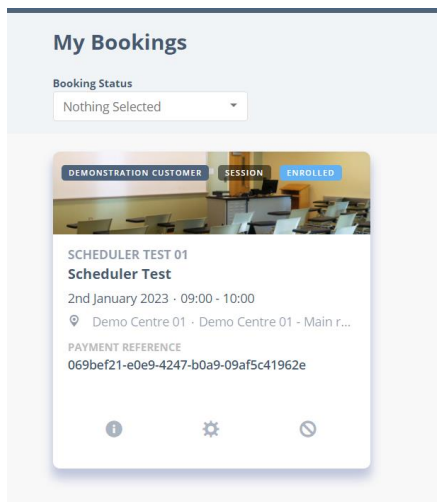 My Bookings
Booking Status
Nothing Selected
DEMONSTRATION CUSTOMER SESSION ENROLLED
SCHEDULER TEST 01
Scheduler Test
2nd January 2023 · 09:00 - 10:00
Demo Centre 01 · Demo Centre 01 - Main r...
PAYMENT REFERENCE
069bef21-e0e9-4247-b0a9-09af5c41962e